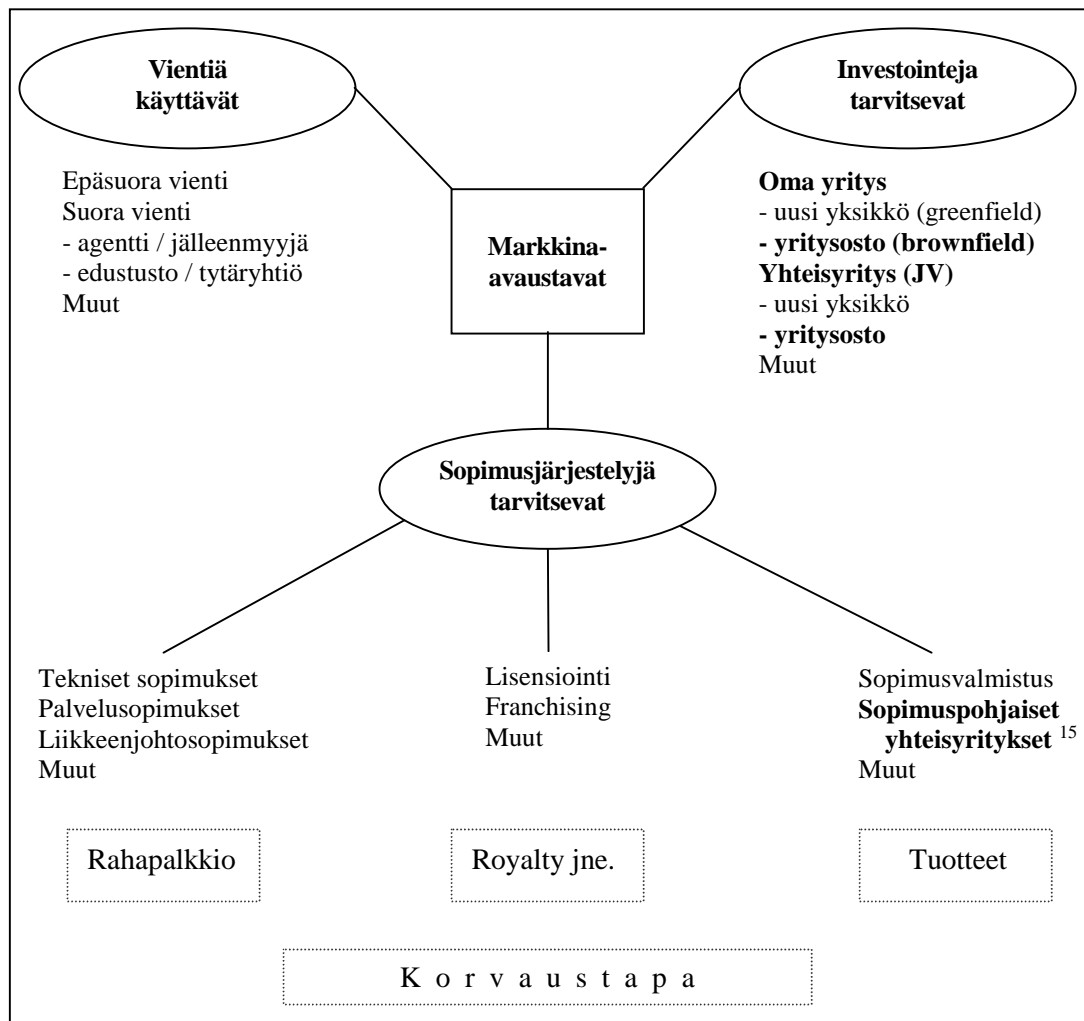 Vientiä
käyttävät
Investointeja
tarvitsevat
Epäsuora vienti
Suora vienti
- agentti / jälleenmyyjä
- edustusto / tytäryhtiö
Muut
Markkina-
avaustavat
Oma yritys
- uusi yksikkö (greenfield)
- yritysosto (brownfield)
Yhteisyritys (JV)
- uusi yksikkö
- yritysosto
Muut
Sopimusjärjestelyjä
tarvitsevat
Tekniset sopimukset
Palvelusopimukset
Liikkeenjohtosopimukset
Muut
Lisensiointi
Franchising
Muut
Sopimusvalmistus
Sopimuspohjaiset
yhteisyritykset 15
Muut
Rahapalkkio
Royalty jne.
Tuotteet
K o r v a u s t a p a